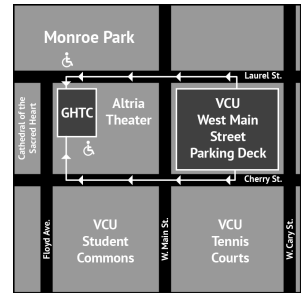 Monroe Park
Laurel St.
Cathedral of the
Sacred Heart
GHTC
Altria
Theater
VCU
West Main
Street
Parking Deck
Cherry St.
Floyd Ave.
VCU
Student
Commons
W. Main St.
VCU
Tennis
Courts
W. Cary St.